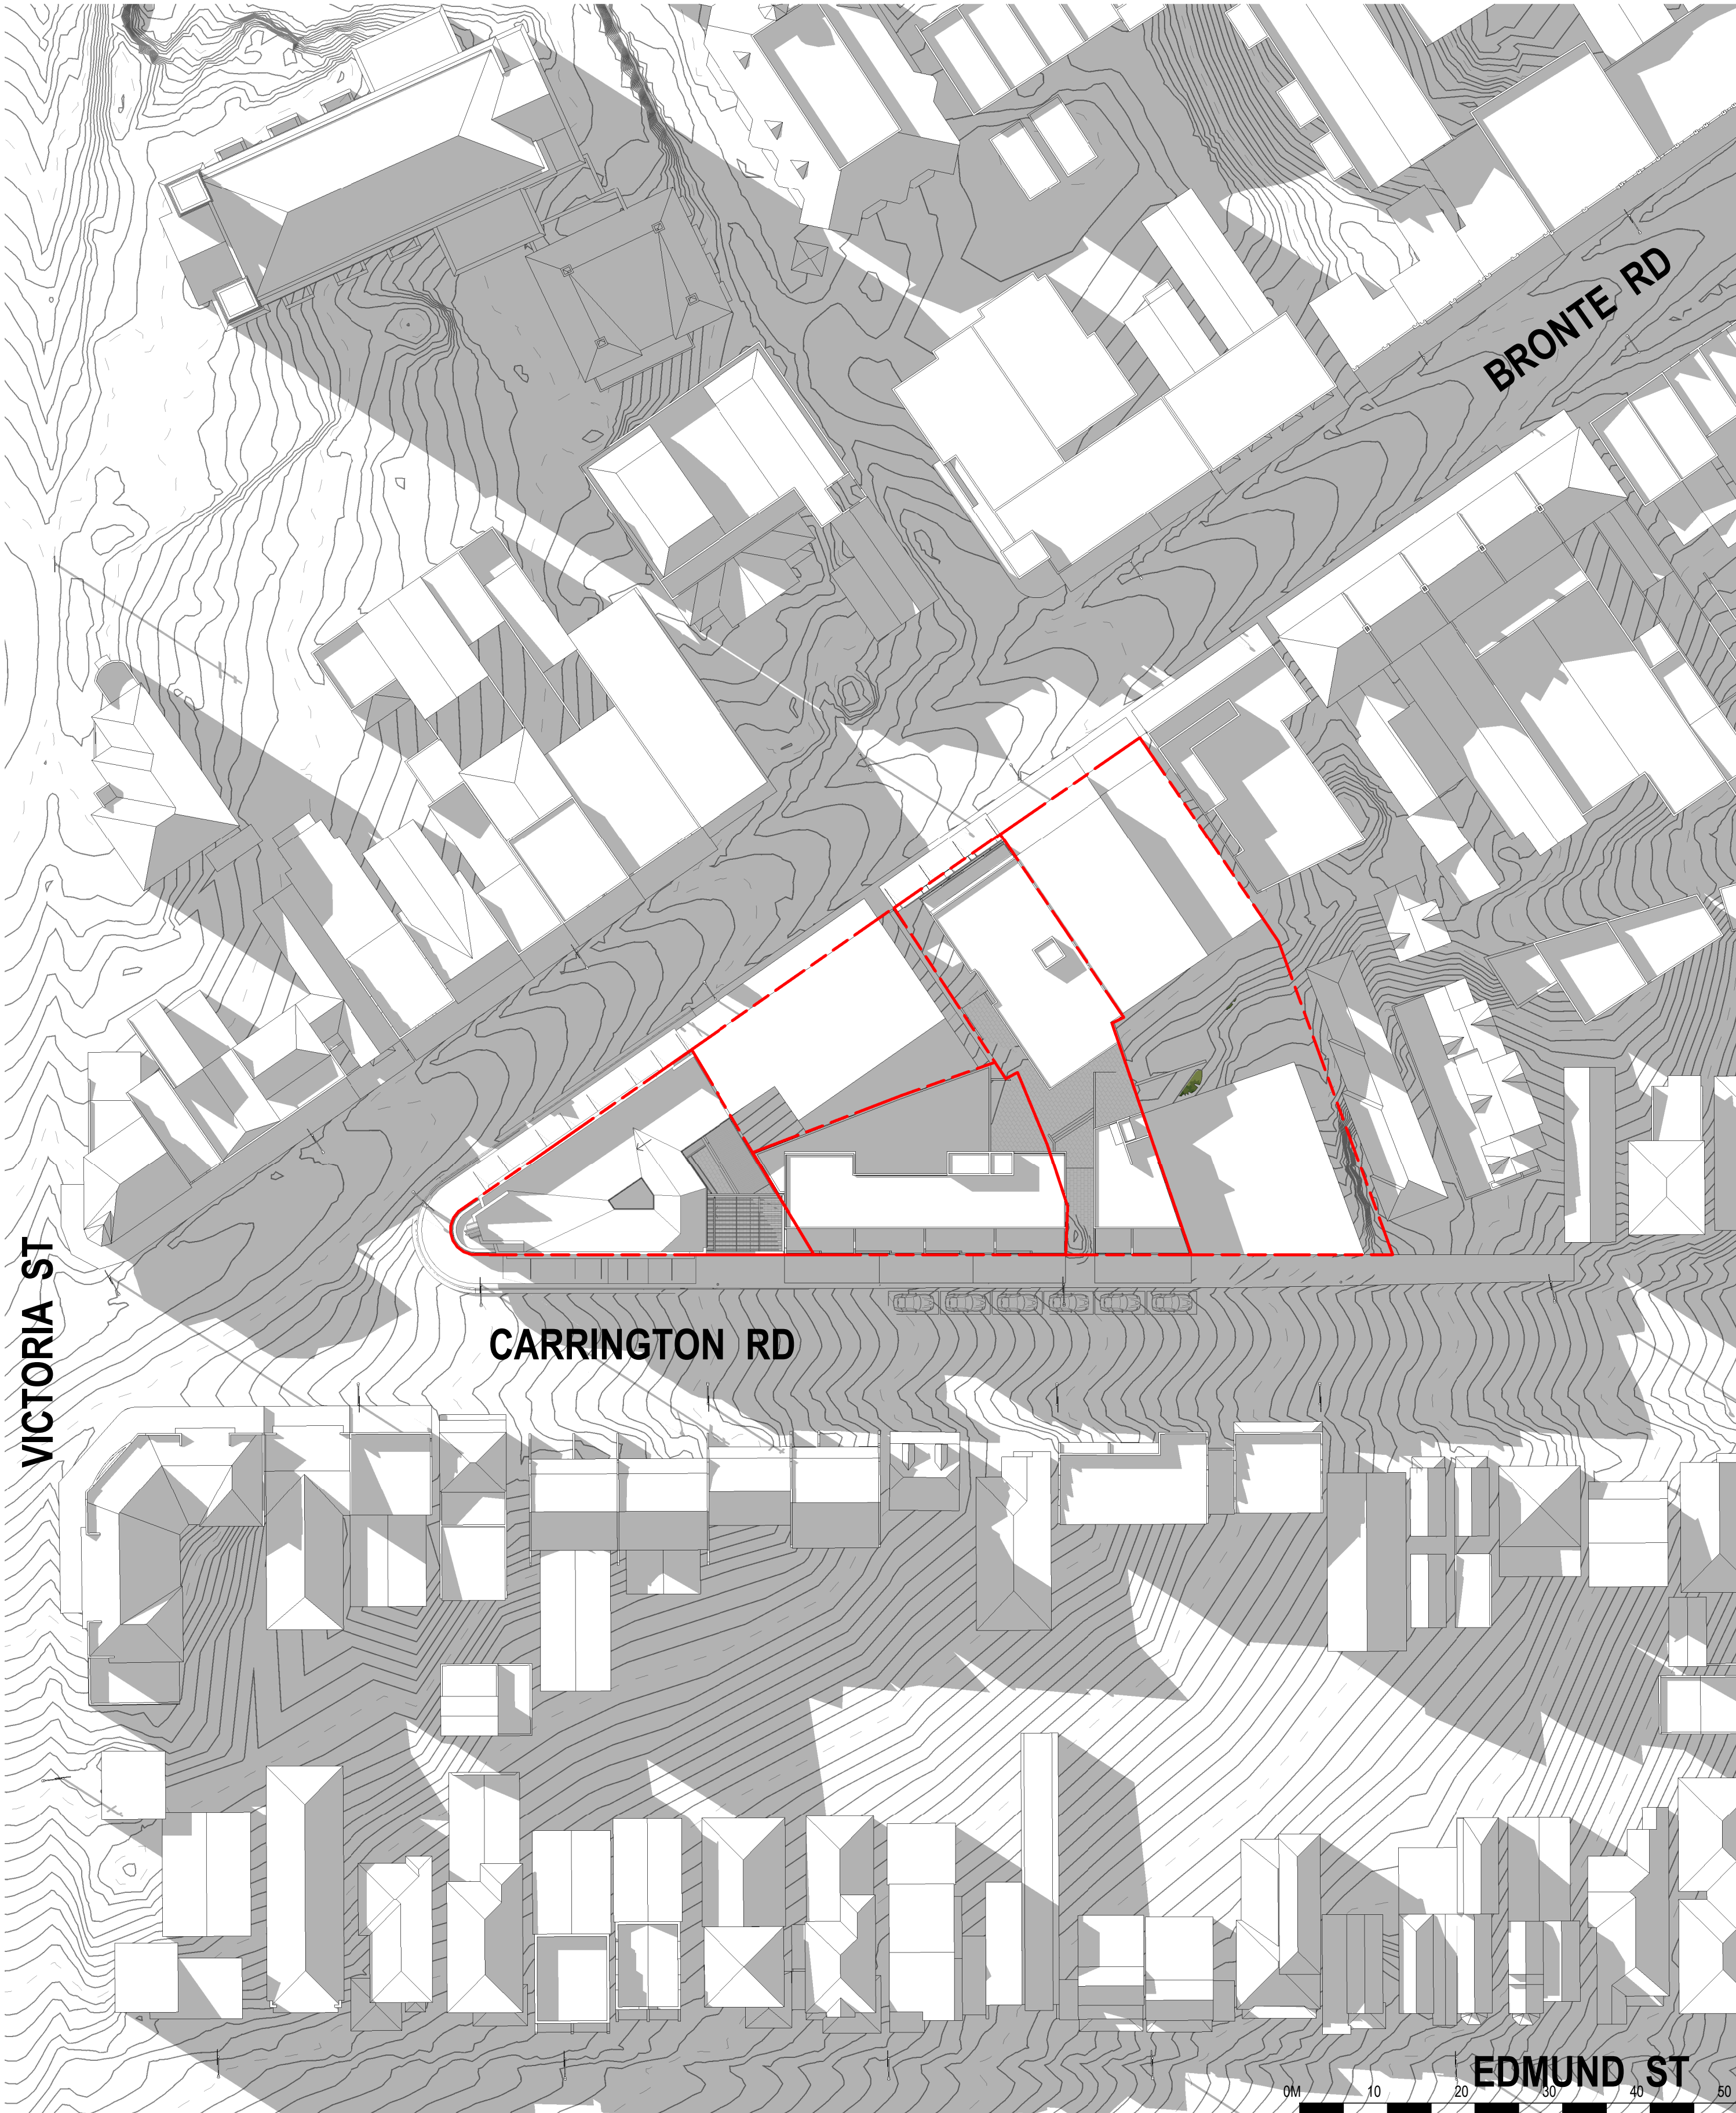 BRONTE RD
VICTORIA ST
CARRINGTON RD
EDMUND ST
0M 10 20 30 40 50